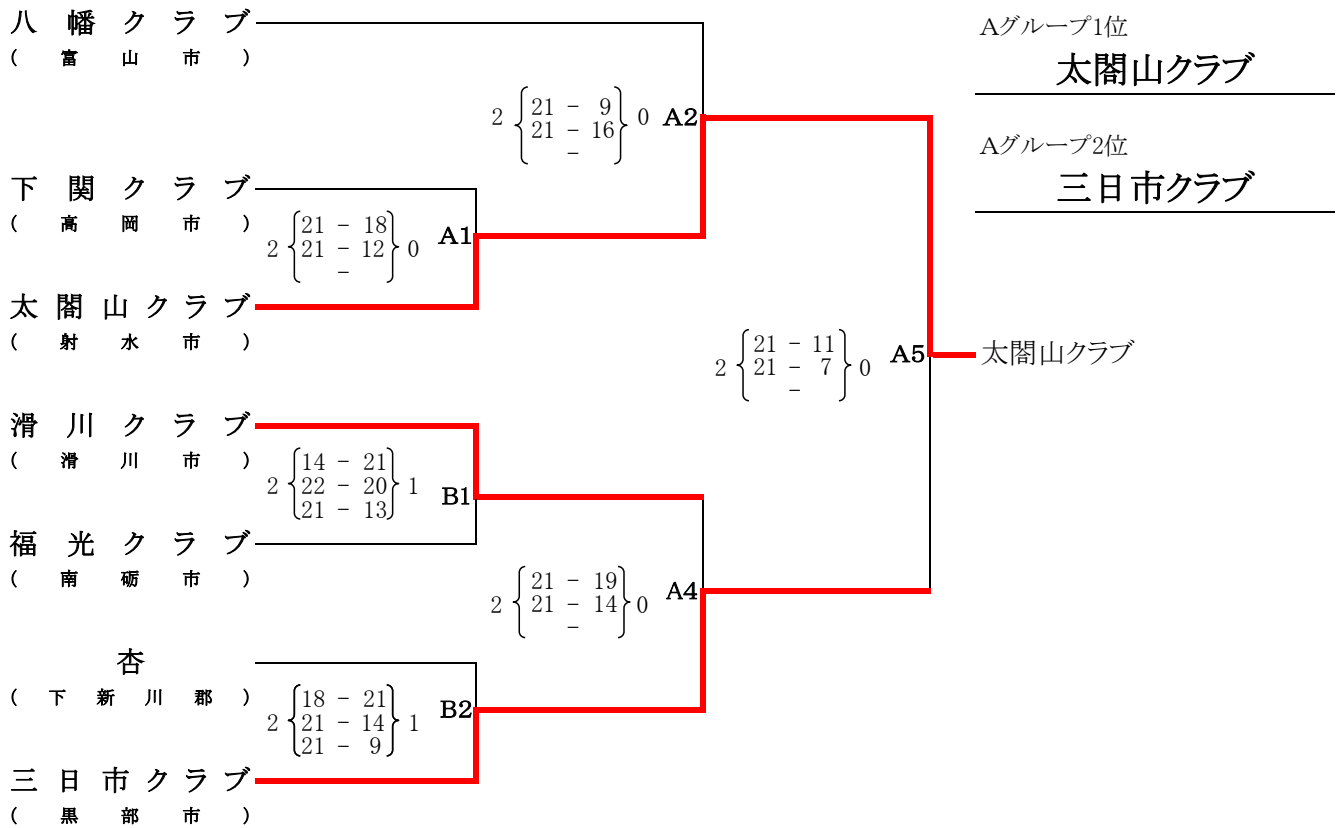 八幡クラブ
(富山市)
Aグループ1位
太閤山クラブ
2 21 - 9 0 A2
21 - 16
-
Aグループ2位
三日市クラブ
下関クラブ
(高岡市)
2 21 - 18 0 A1
21 - 12
-
太閤山クラブ
(射水市)
2 21 - 11 0 A5
21 - 7
-
太閤山クラブ
滑川クラブ
(滑川市)
2 14 - 21 1 B1
22 - 20
21 - 13
福光クラブ
(南砺市)
2 21 - 19 0 A4
21 - 14
-
杏
(下新川郡)
2 18 - 21 1 B2
21 - 14
21 - 9
三日市クラブ
(黒部市)